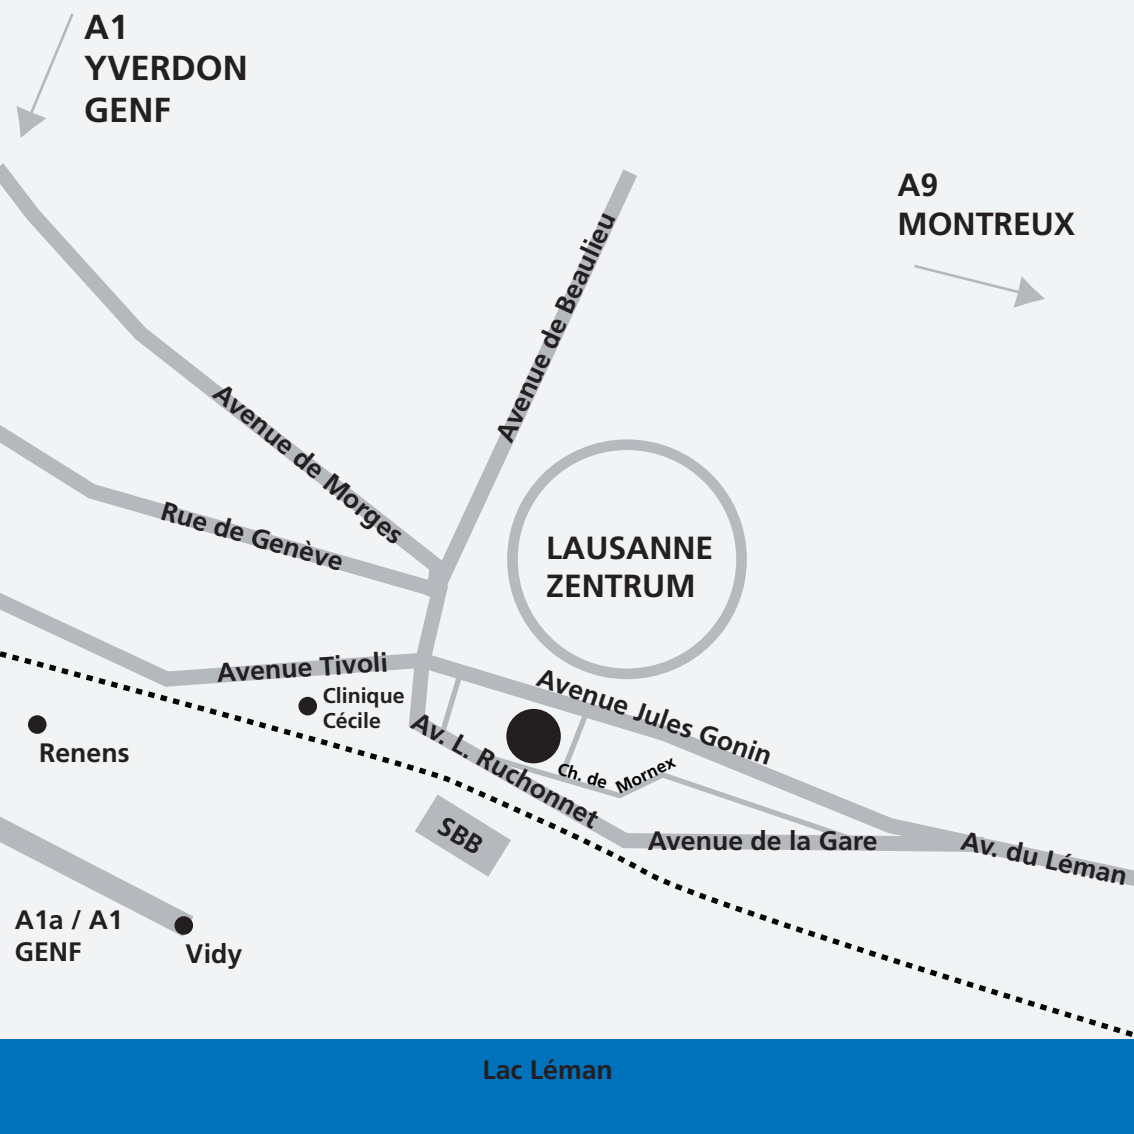 A1
YVERDON
GENF
A9
MONTREUX
Avenue de Beaulieu
Avenue de Morges
Rue de Genève
LAUSANNE
ZENTRUM
Avenue Tivoli
Clinique
Cécile
Avenue Jules Gonin
Renens
Av. L. Ruchonnet
Ch. de Mornex
SBB
Avenue de la Gare
Av. du Léman
A1a / A1
GENF
Vidy
Lac Léman